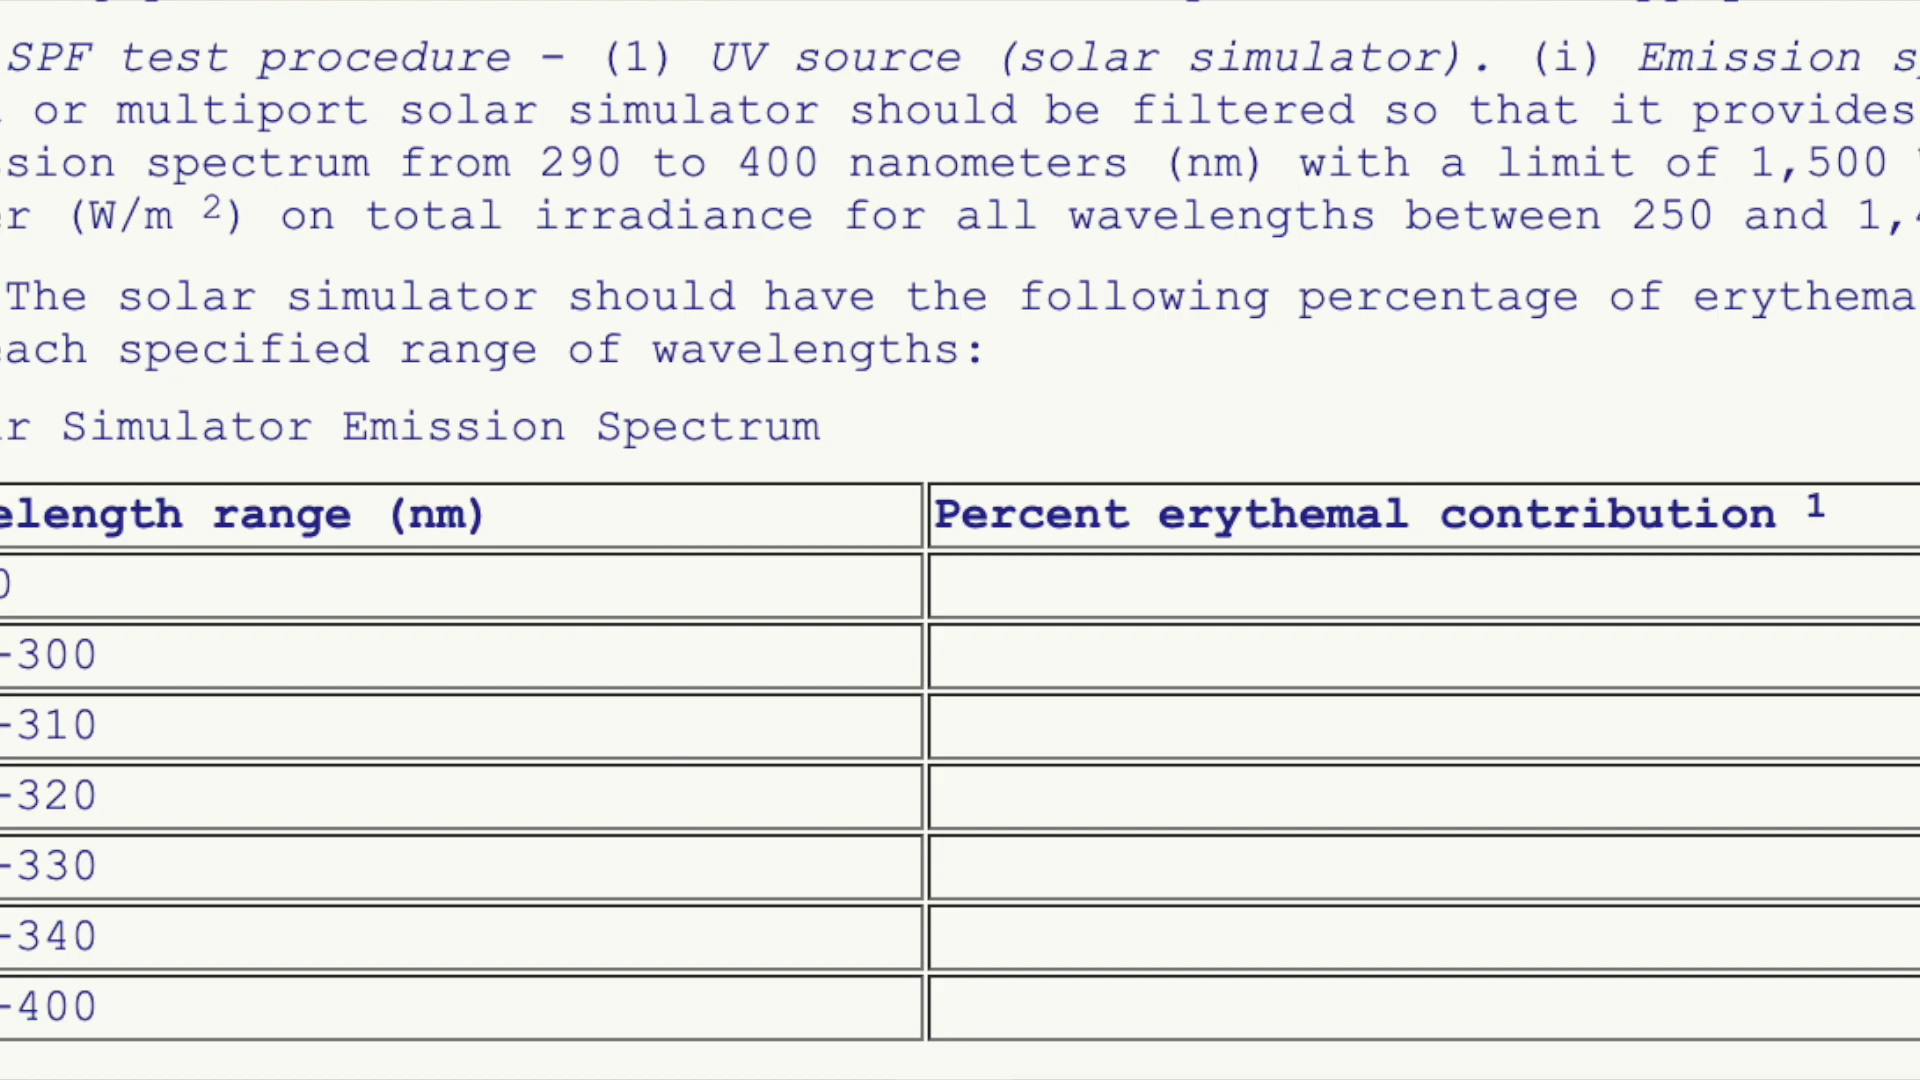 SPF test procedure - (1) UV source (solar simulator). (i) Emission
or multiport solar simulator should be filtered so that it provides
sion spectrum from 290 to 400 nanometers (nm) with a limit of 1,500
er (W/m 2) on total irradiance for all wavelengths between 250 and 1,
The solar simulator should have the following percentage of erythema
each specified range of wavelengths:
r Simulator Emission Spectrum
elength range (nm) Percent erythemal contribution 1
0
-300
-310
-320
-330
-340
-400